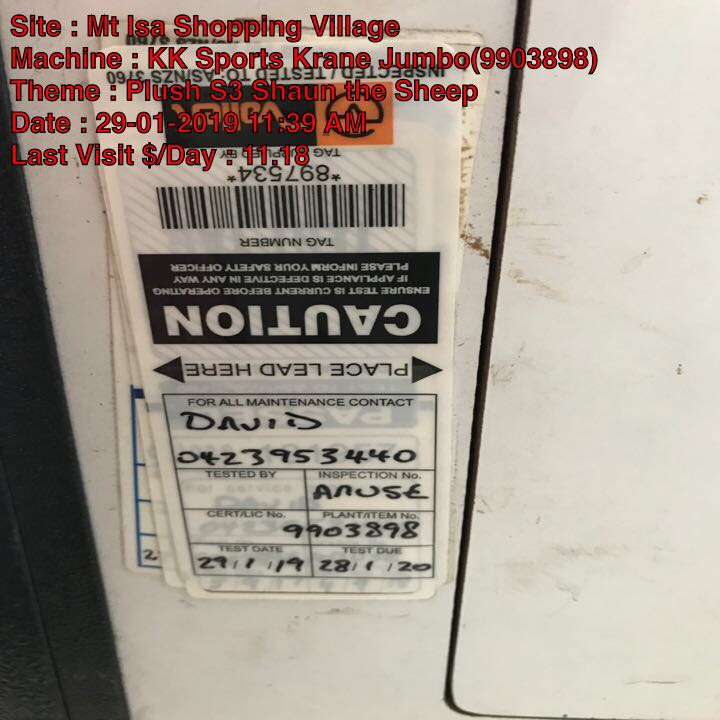 Site : Mt Isa Shopping Village
Machine : KK Sports Krane Jumbo(9903898)
Theme : Plush S3 Shaun the Sheep
Date : 29-01-2019 11:39 AM
Last Visit $/Day : 11.18
INSPECTED / TESTED TO AS/NZS 3760
TAG APPLIED BY
*897534*
TAG NUMBER
CAUTION
ENSURE TEST IS CURRENT BEFORE OPERATING
IF APPLIANCE IS DEFECTIVE IN ANY WAY
PLEASE INFORM YOUR SAFETY OFFICER
PLACE LEAD HERE
FOR ALL MAINTENANCE CONTACT
DAVID
0423953440
TESTED BY INSPECTION No.
AMUSE
CERT/LIC No. PLANT/ITEM No.
9903898
TEST DATE TEST DUE
29/1/19 28/1/20